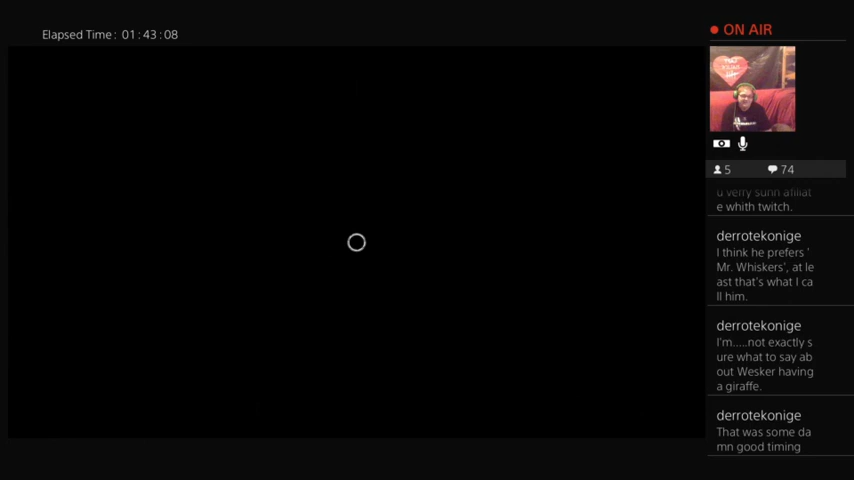 Elapsed Time: 01:43:08
ON AIR
5 74
u verry sunn afiliat
e whith twitch.
derrotekonige
I think he prefers '
Mr. Whiskers', at le
ast that's what I ca
ll him.
derrotekonige
I'm.....not exactly s
ure what to say ab
out Wesker having
a giraffe.
derrotekonige
That was some da
mn good timing